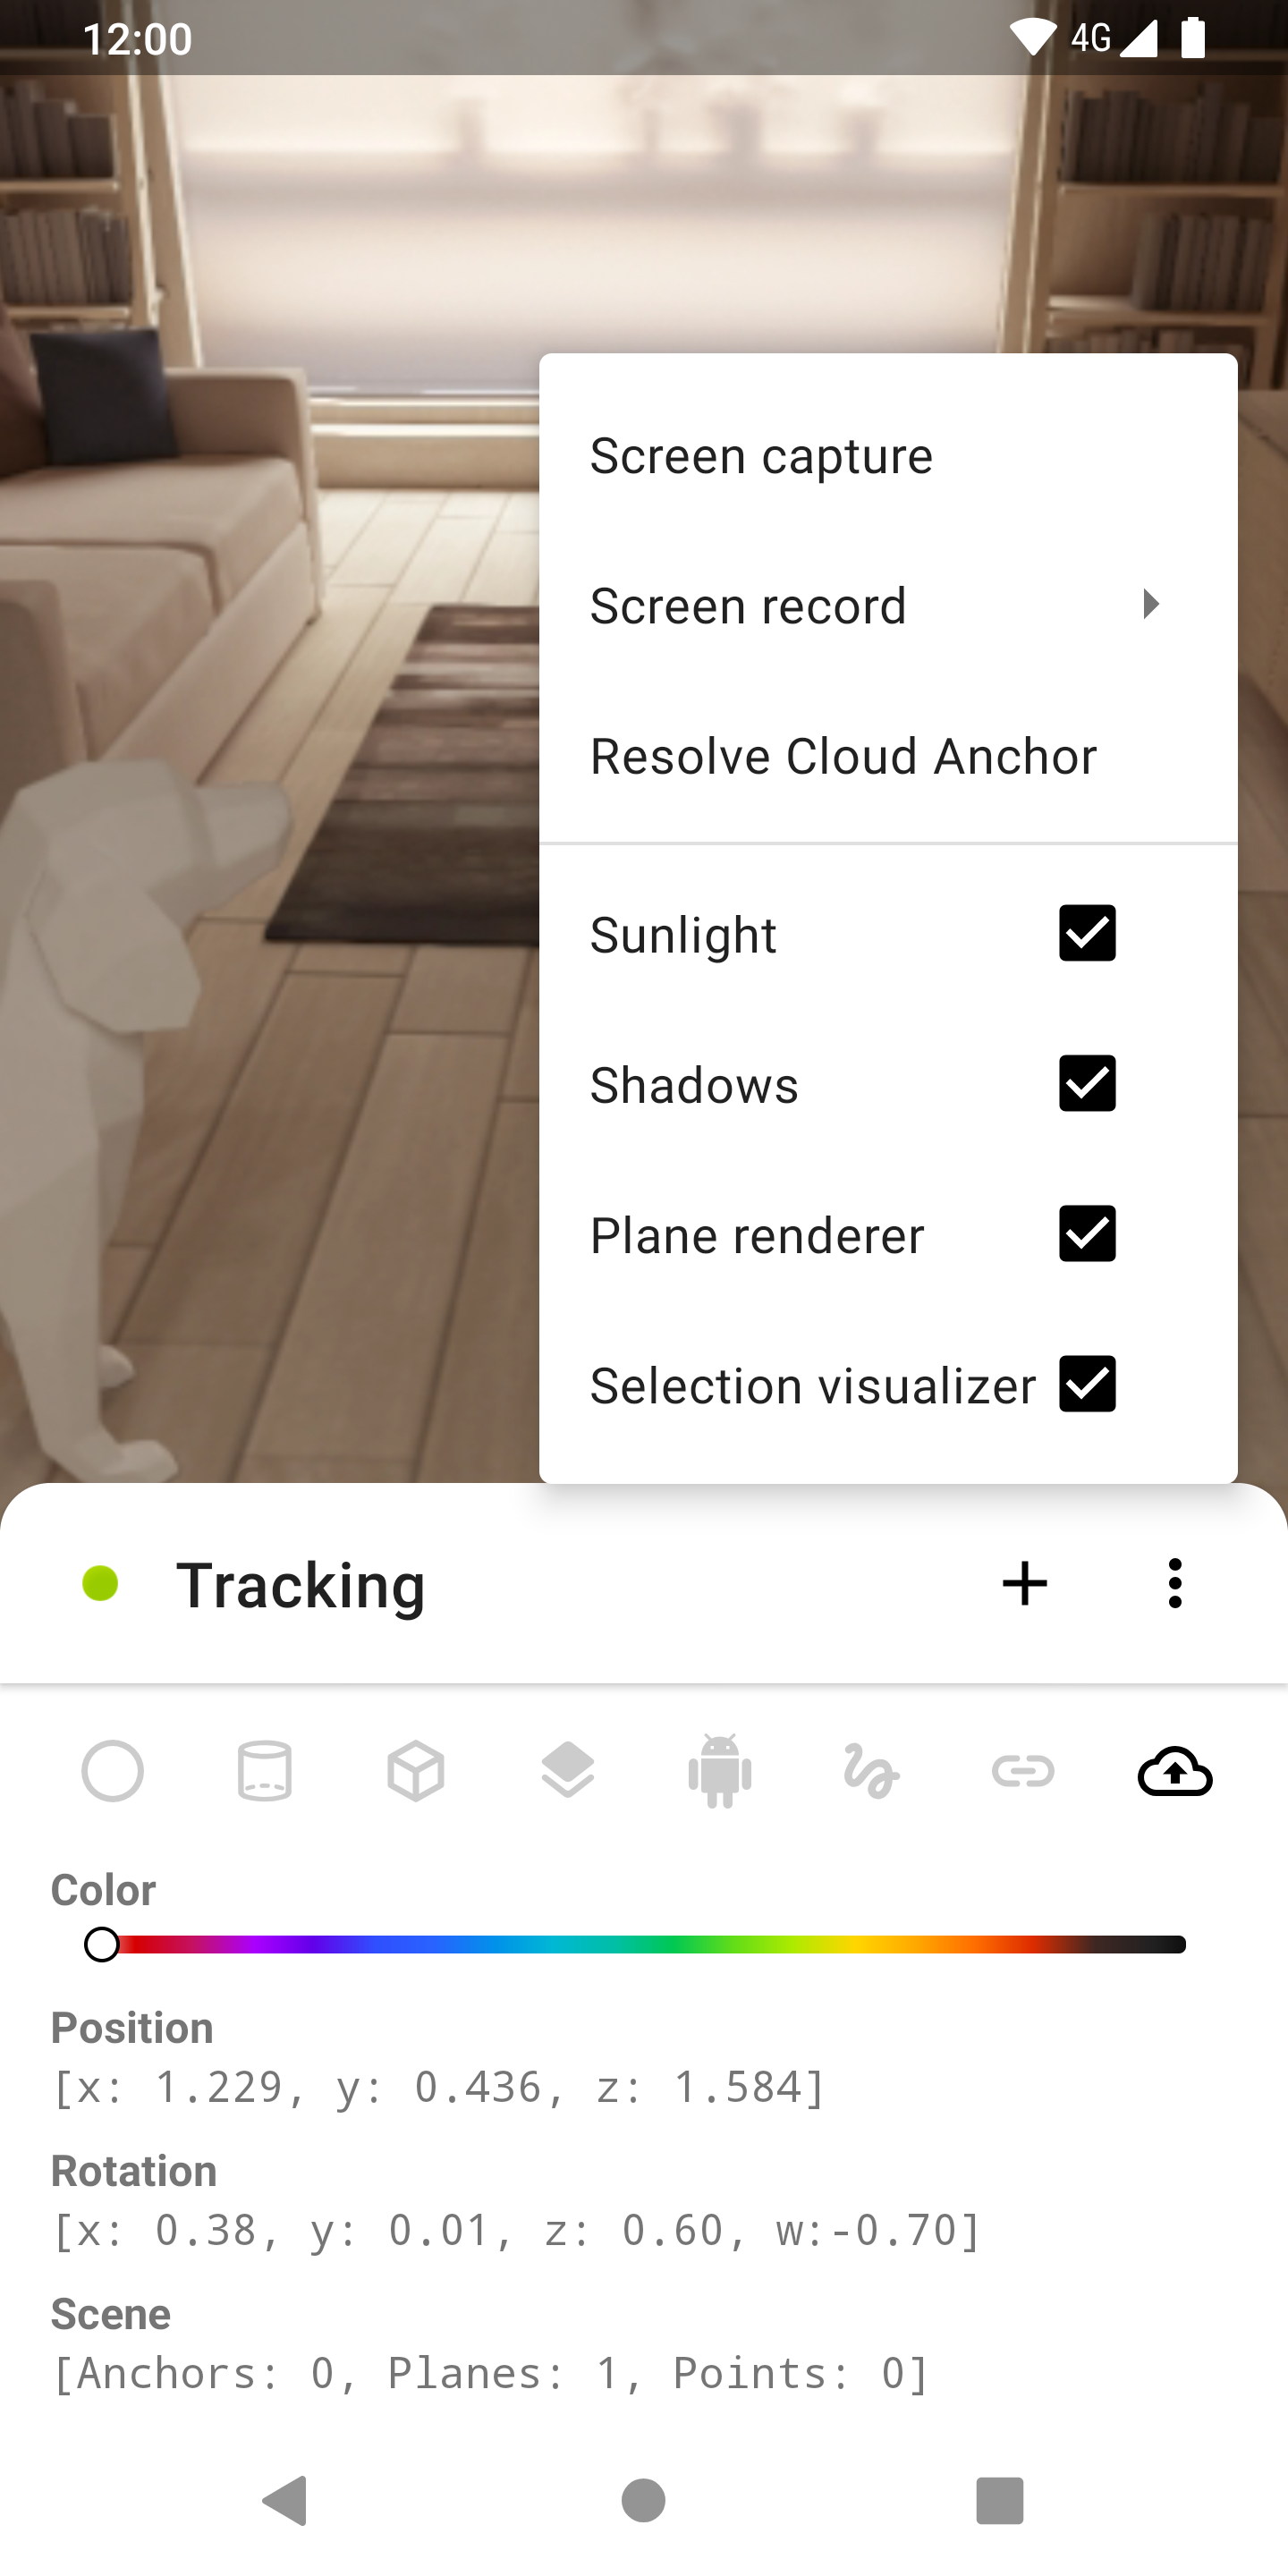 12:00
4G
Screen capture
Screen record
Resolve Cloud Anchor
Sunlight
Shadows
Plane renderer
Selection visualizer
Tracking
Color
Position
[x: 1.229, y: 0.436, z: 1.584]
Rotation
[x: 0.38, y: 0.01, z: 0.60, w:-0.70]
Scene
[Anchors: 0, Planes: 1, Points: 0]